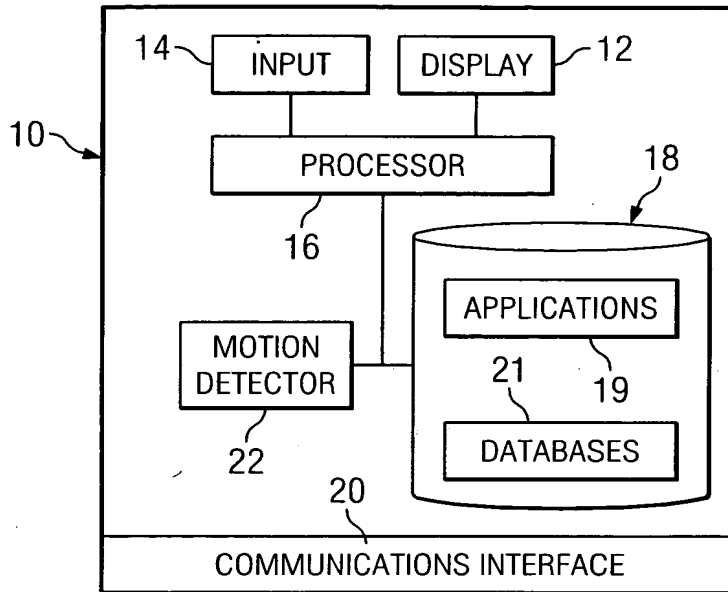 14
INPUT
DISPLAY
12
10
PROCESSOR
16
18
APPLICATIONS
19
MOTION
DETECTOR
22
21
DATABASES
20
COMMUNICATIONS INTERFACE